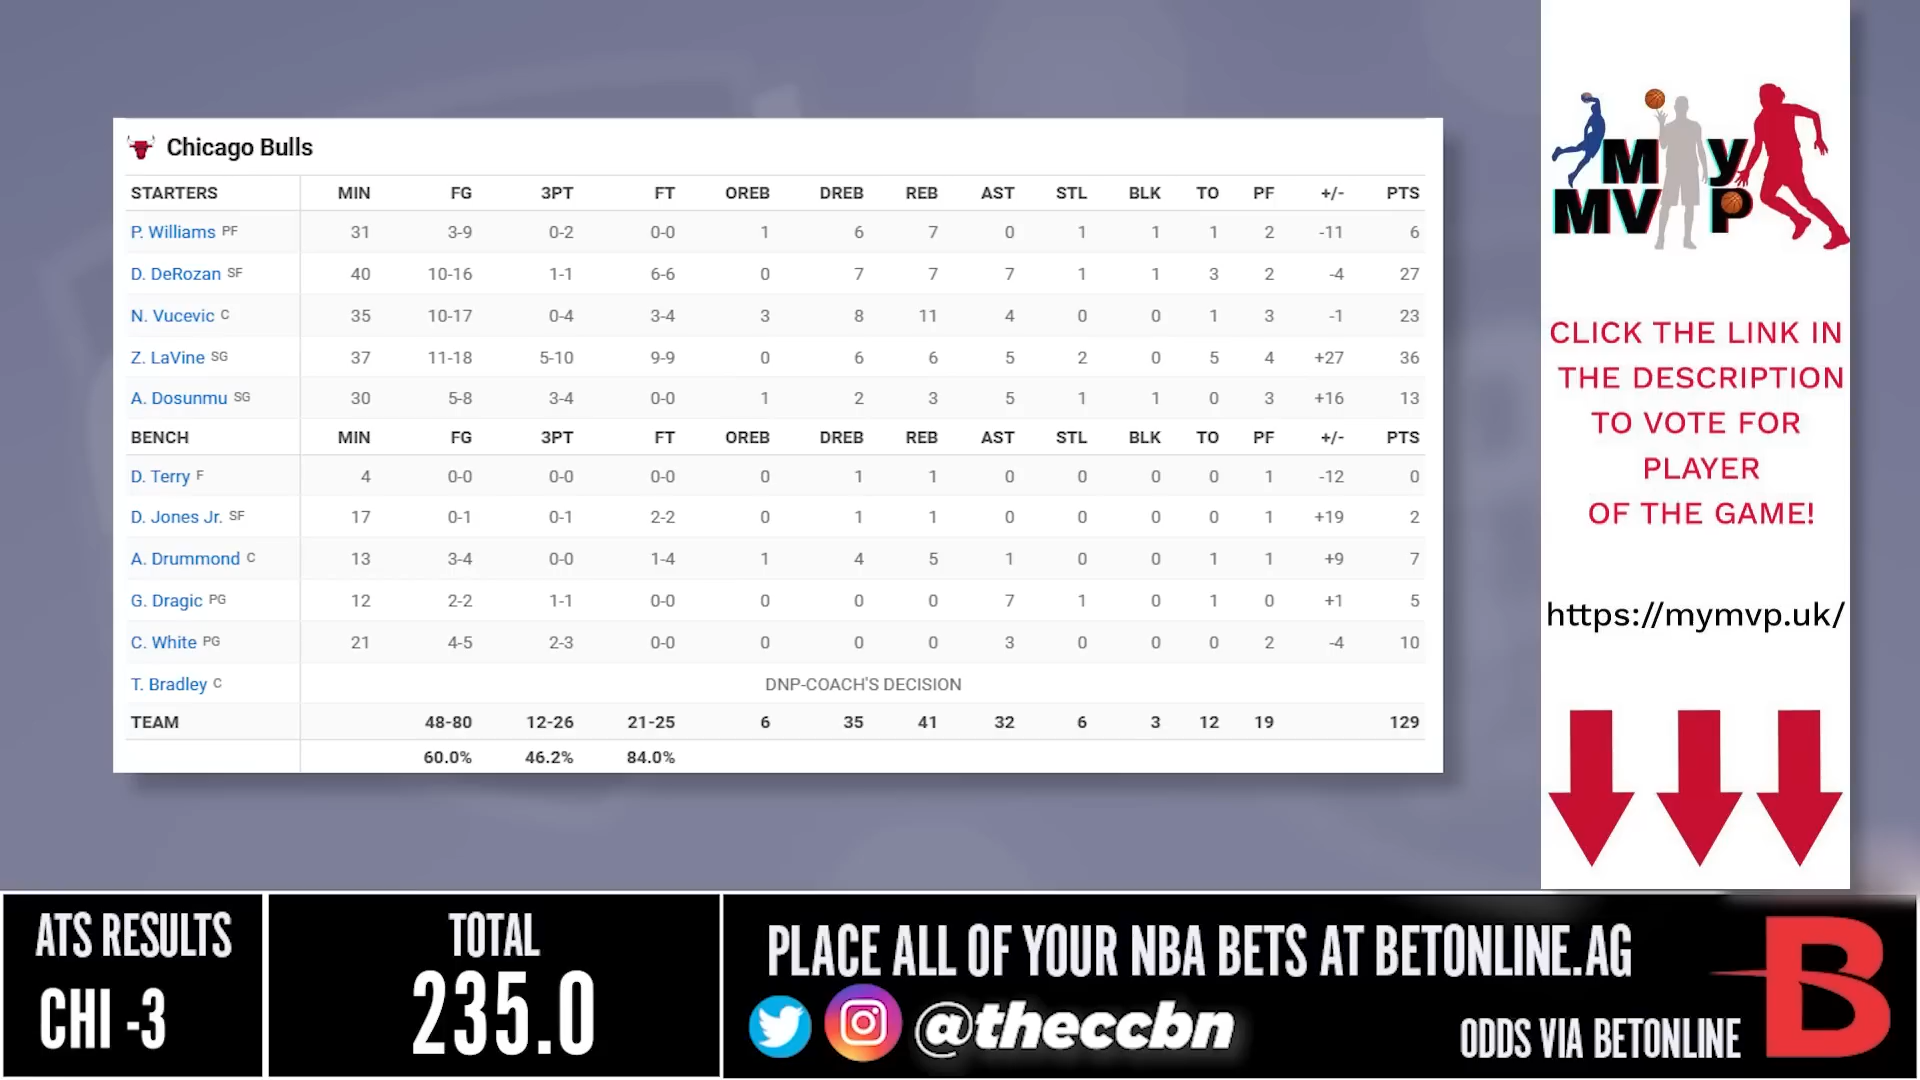 Chicago Bulls
STARTERS MIN FG 3PT FT OREB DREB REB AST STL BLK TO PF +/- PTS
P. Williams PF 31 3-9 0-2 0-0 1 6 7 0 1 1 1 2 -11 6
D. DeRozan SF 40 10-16 1-1 6-6 0 7 7 7 1 1 3 2 -4 27
N. Vucevic C 35 10-17 0-4 3-4 3 8 11 4 0 0 1 3 -1 23
Z. LaVine SG 37 11-18 5-10 9-9 0 6 6 5 2 0 5 4 +27 36
A. Dosunmu SG 30 5-8 3-4 0-0 1 2 3 5 1 1 0 3 +16 13
BENCH MIN FG 3PT FT OREB DREB REB AST STL BLK TO PF +/- PTS
D. Terry F 4 0-0 0-0 0-0 0 1 1 0 0 0 0 1 -12 0
D. Jones Jr. SF 17 0-1 0-1 2-2 0 1 1 0 0 0 0 1 +19 2
A. Drummond C 13 3-4 0-0 1-4 1 4 5 1 0 0 1 1 +9 7
G. Dragic PG 12 2-2 1-1 0-0 0 0 0 7 1 0 1 0 +1 5
C. White PG 21 4-5 2-3 0-0 0 0 0 3 0 0 0 2 -4 10
T. Bradley C DNP-COACH'S DECISION
TEAM 48-80 12-26 21-25 6 35 41 32 6 3 12 19 129
60.0% 46.2% 84.0%
My
MVP
CLICK THE LINK IN
THE DESCRIPTION
TO VOTE FOR
PLAYER
OF THE GAME!
https://mymvp.uk/
ATS RESULTS
CHI -3
TOTAL
235.0
PLACE ALL OF YOUR NBA BETS AT BETONLINE.AG
@theccbn
ODDS VIA BETONLINE
B